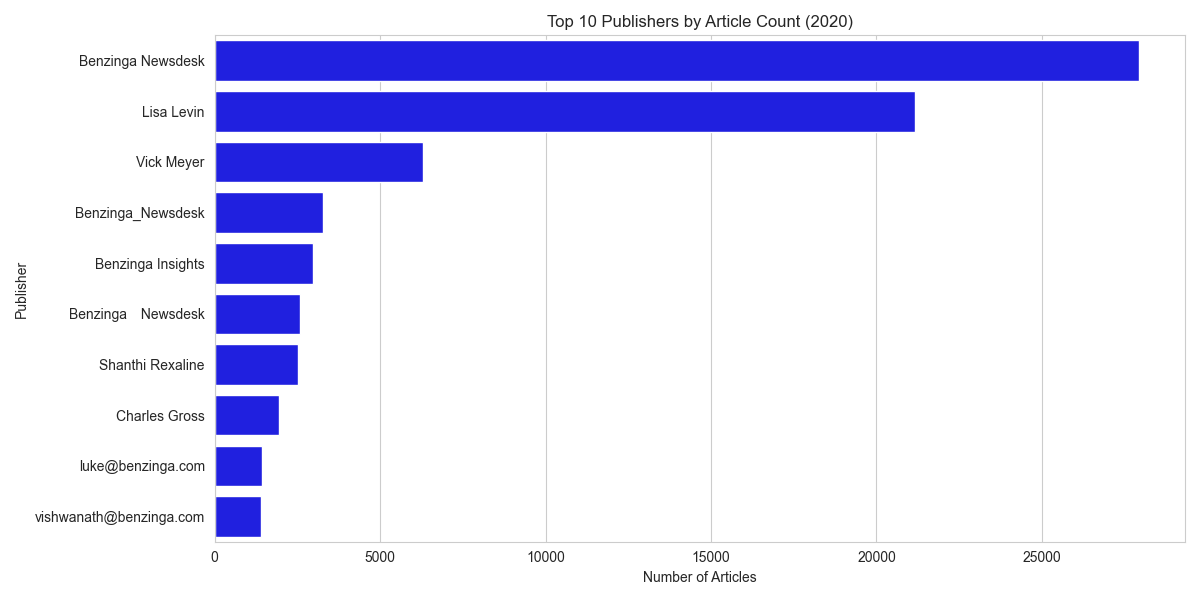 Top 10 Publishers by Article Count (2020)
Publisher
Benzinga Newsdesk
Lisa Levin
Vick Meyer
Benzinga_Newsdesk
Benzinga Insights
Benzinga   Newsdesk
Shanthi Rexaline
Charles Gross
luke@benzinga.com
vishwanath@benzinga.com
0 5000 10000 15000 20000 25000
Number of Articles